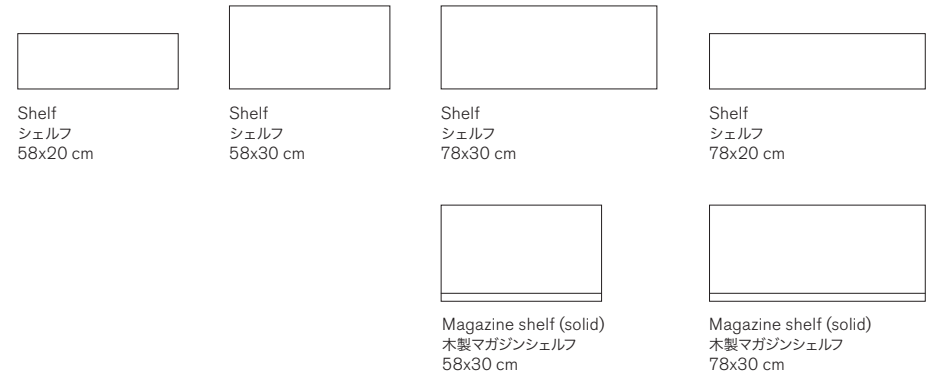 Shelf
シェルフ
58x20 cm
Shelf
シェルフ
58x30 cm
Shelf
シェルフ
78x30 cm
Shelf
シェルフ
78x20 cm
Magazine shelf (solid)
木製マガジンシェルフ
58x30 cm
Magazine shelf (solid)
木製マガジンシェルフ
78x30 cm